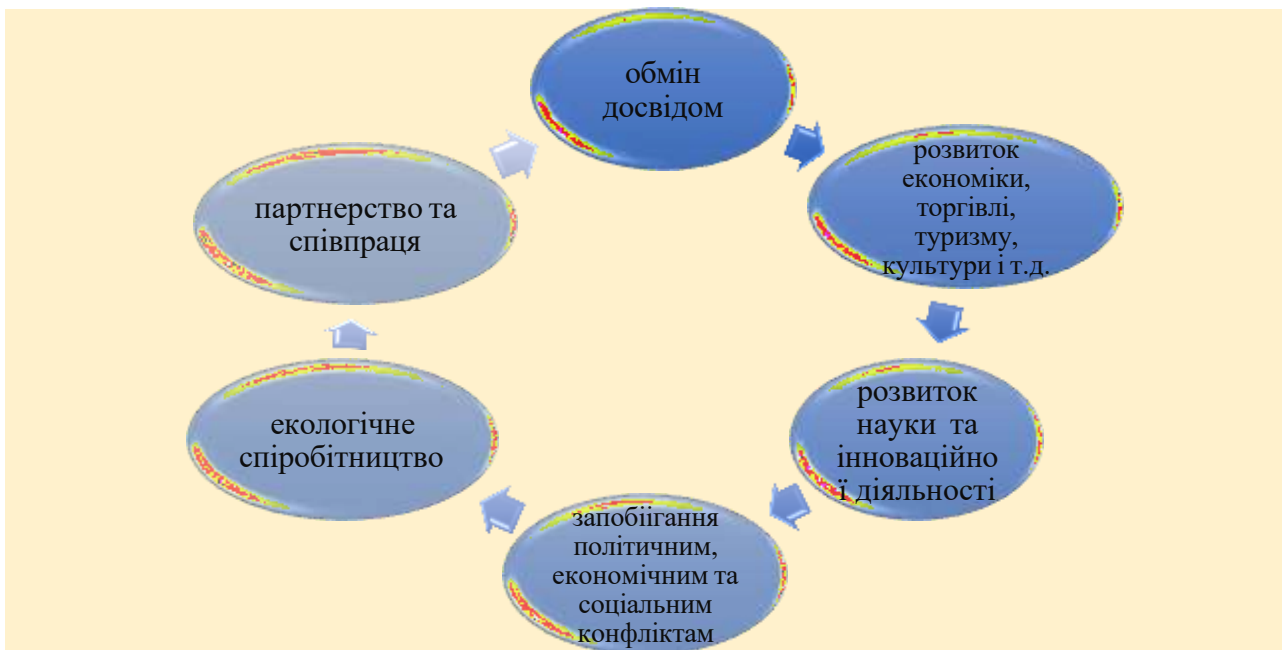 обмін
досвідом
розвиток
економіки,
торгівлі,
туризму,
культури і т.д.
розвиток
науки та
інноваційно
ї діяльності
запобіігання
політичним,
економічним та
соціальним
конфліктам
екологічне
спіробітництво
партнерство та
співпраця